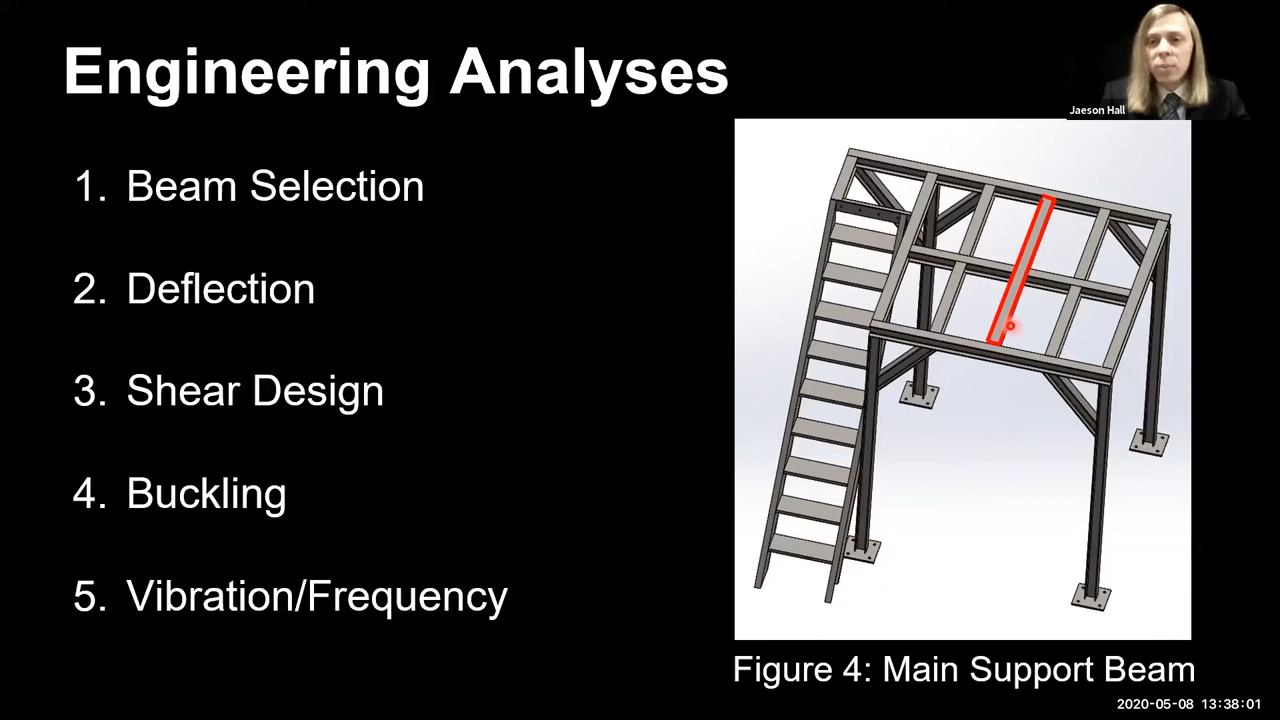 Engineering Analyses
Jaeson Hall
1. Beam Selection
2. Deflection
3. Shear Design
4. Buckling
5. Vibration/Frequency
Figure 4: Main Support Beam
2020-05-08 13:38:01